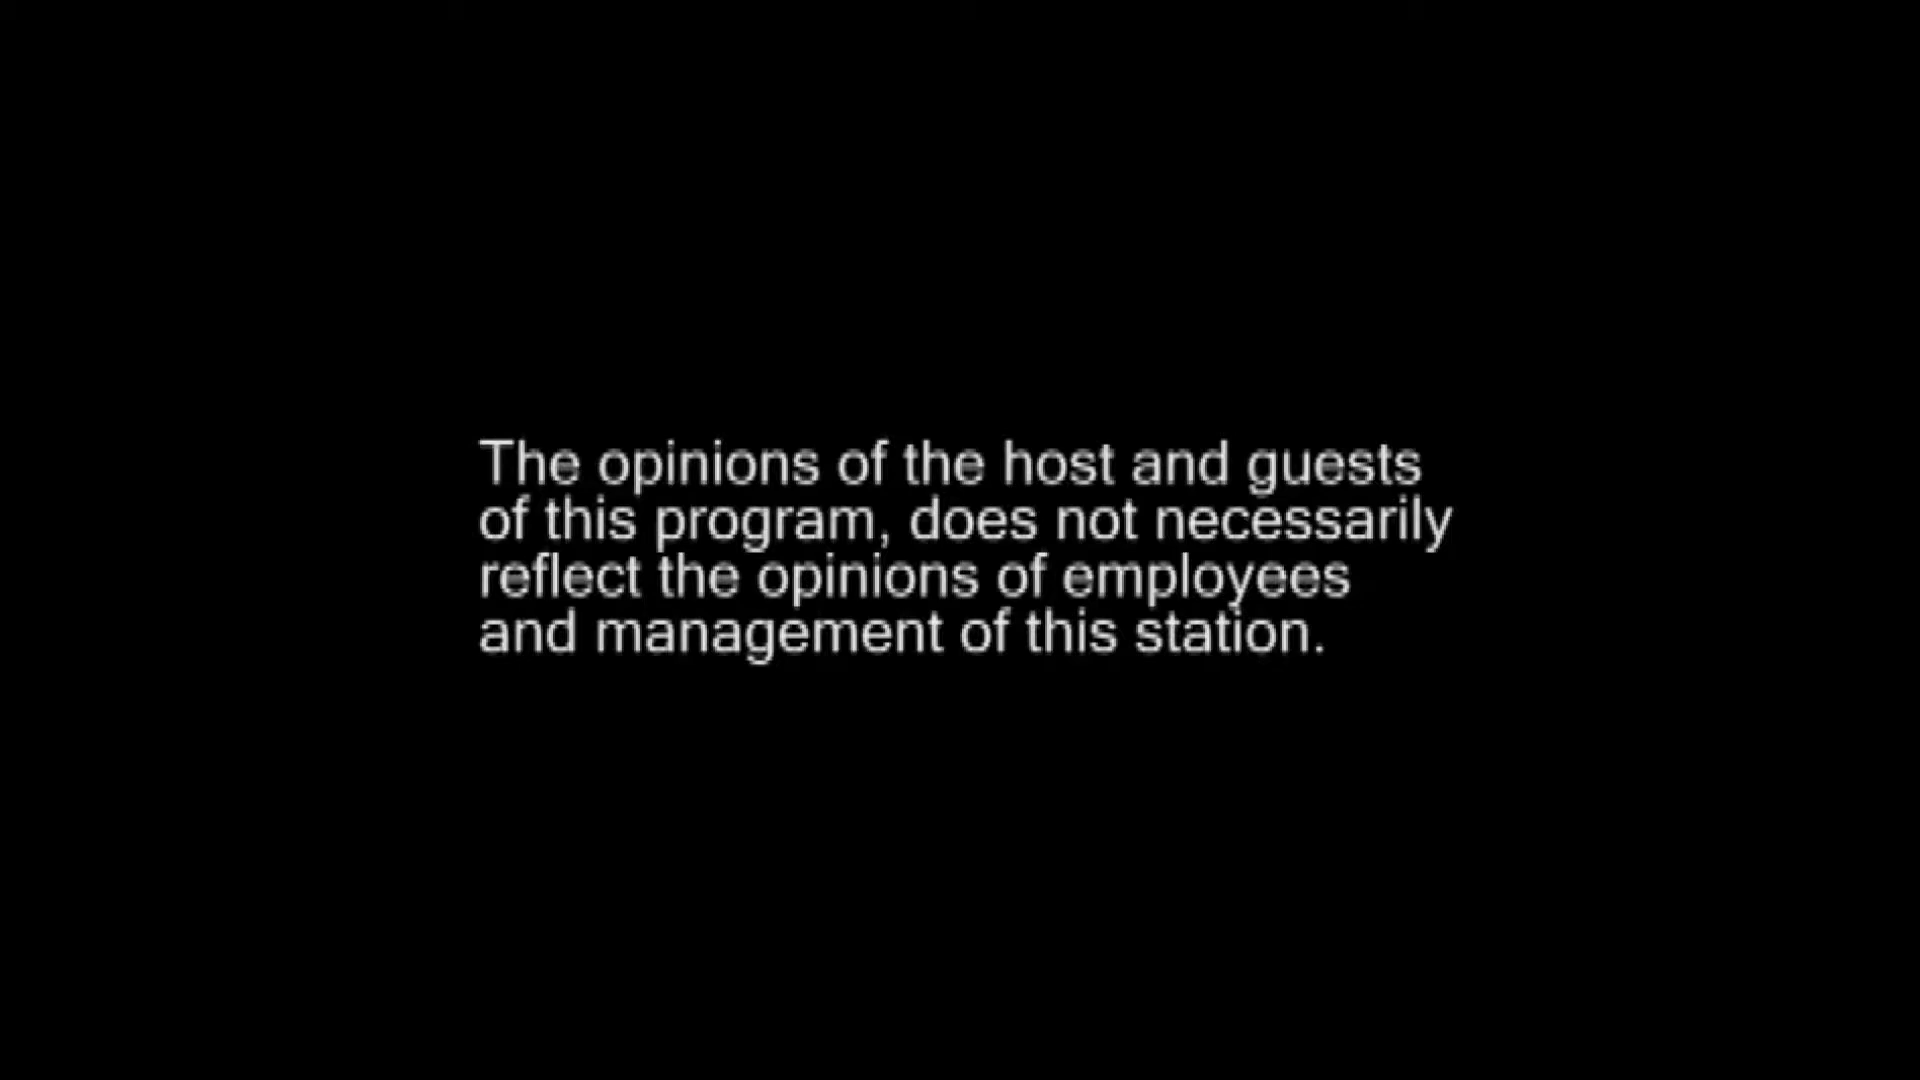 The opinions of the host and guests
of this program, does not necessarily
reflect the opinions of employees
and management of this station.